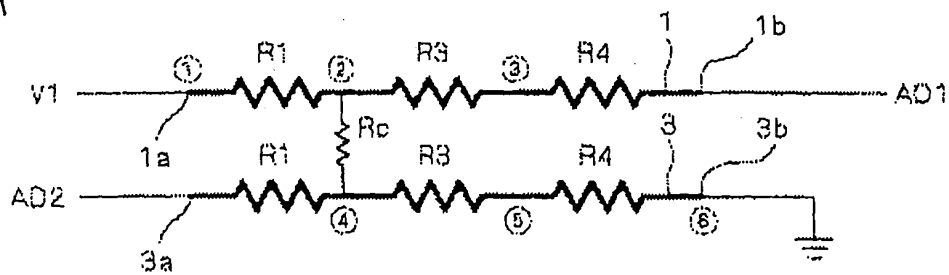 1 1b
R1 R3 R4
① ② ③
V1 AD1
Rc
1a R1 R3 R4 3 3b
AD2
④ ⑤ ⑥
3a